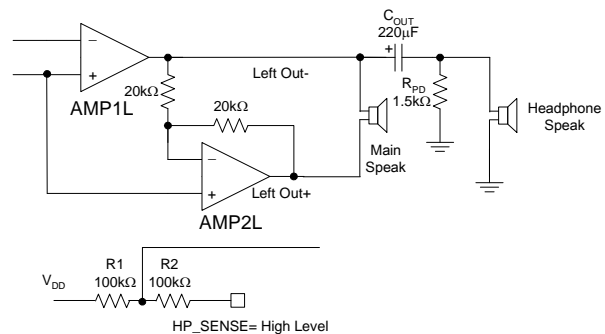 C_OUT
220μF
+
−
+
AMP1L
20kΩ
Left Out-
R_PD
1.5kΩ
20kΩ
Headphone
Speak
Main
Speak
−
+
Left Out+
AMP2L
R1
R2
100kΩ
100kΩ
V_DD
HP_SENSE= High Level